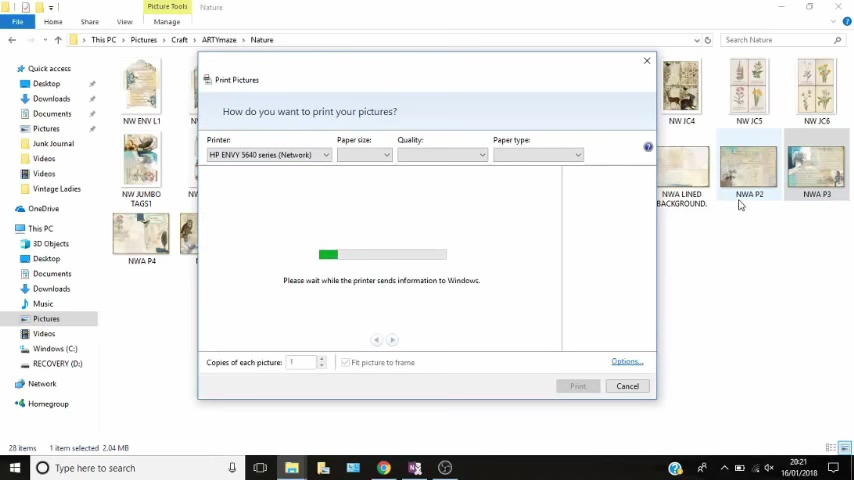 Picture Tools
Nature
File
Home
Share
View
Manage
This PC
Pictures
Craft
ARTYmaze
Nature
Search Nature
Quick access
Desktop
Downloads
Documents
Pictures
Junk Journal
Videos
Videos
Vintage Ladies
OneDrive
This PC
3D Objects
Desktop
Documents
Downloads
Music
Pictures
Videos
Windows (C:)
RECOVERY (D:)
Network
Homegroup
NW ENV L1
NW JUMBO
TAGS1
NWA P4
Print Pictures
How do you want to print your pictures?
Printer:
Paper size:
Quality:
Paper type:
HP ENVY 5640 series (Network)
Please wait while the printer sends information to Windows.
Copies of each picture:
1
Fit picture to frame
Options...
Print
Cancel
NW JC4
NW JC5
NW JC6
NWA LINED
BACKGROUND.
NWA P2
NWA P3
28 items
1 item selected 2.04 MB
Type here to search
20:21
16/01/2018